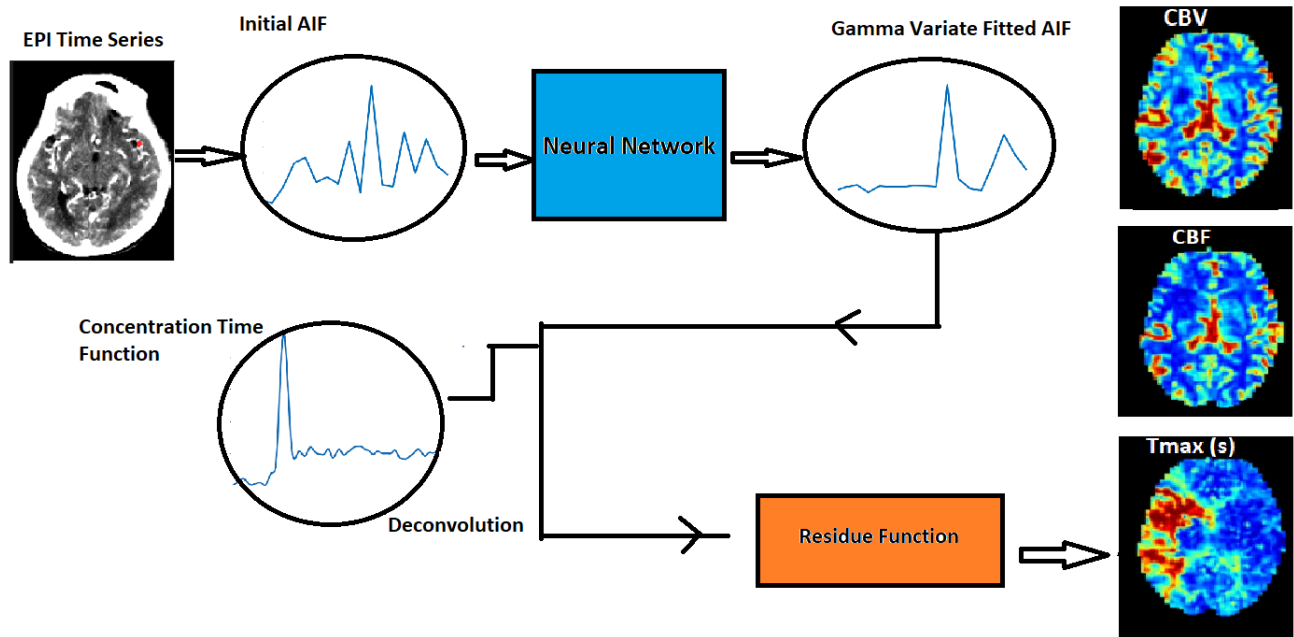 EPI Time Series
Initial AIF
Neural Network
Gamma Variate Fitted AIF
Concentration Time
Function
Deconvolution
Residue Function
CBV
CBF
Tmax (s)